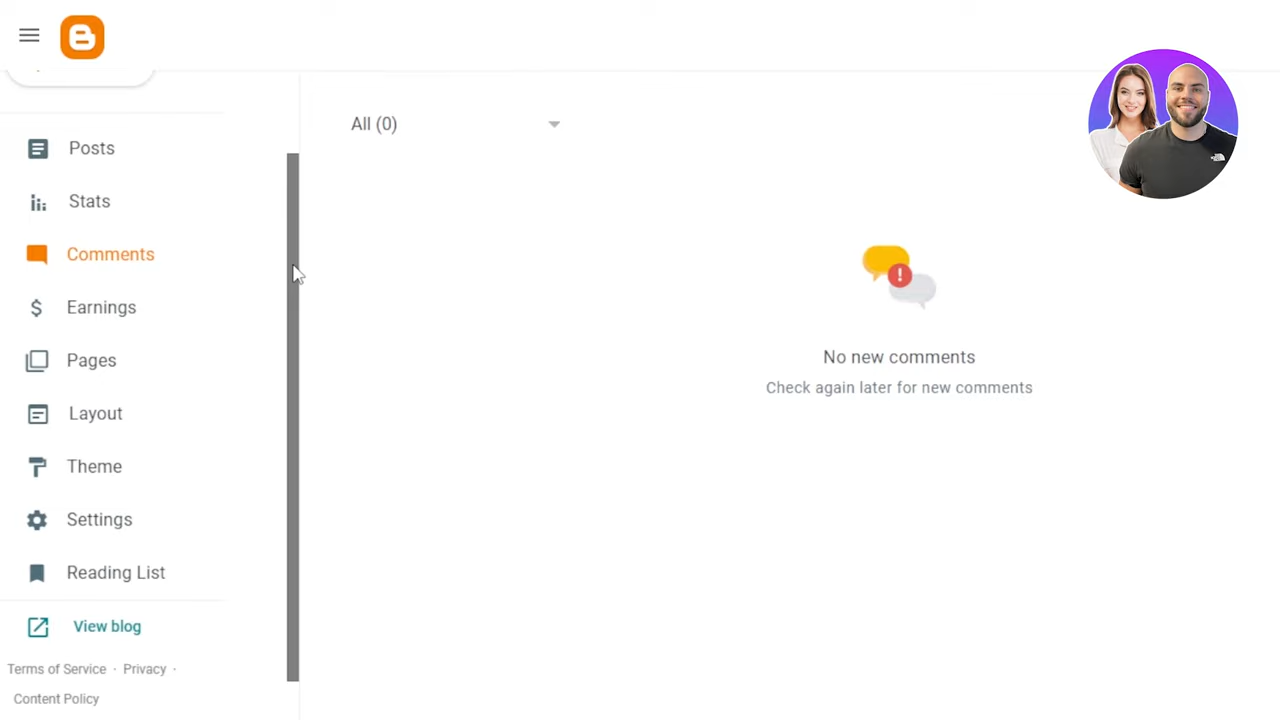 All (0)
Posts
Stats
Comments
Earnings
Pages
Layout
Theme
Settings
Reading List
View blog
Terms of Service · Privacy ·
Content Policy
No new comments
Check again later for new comments